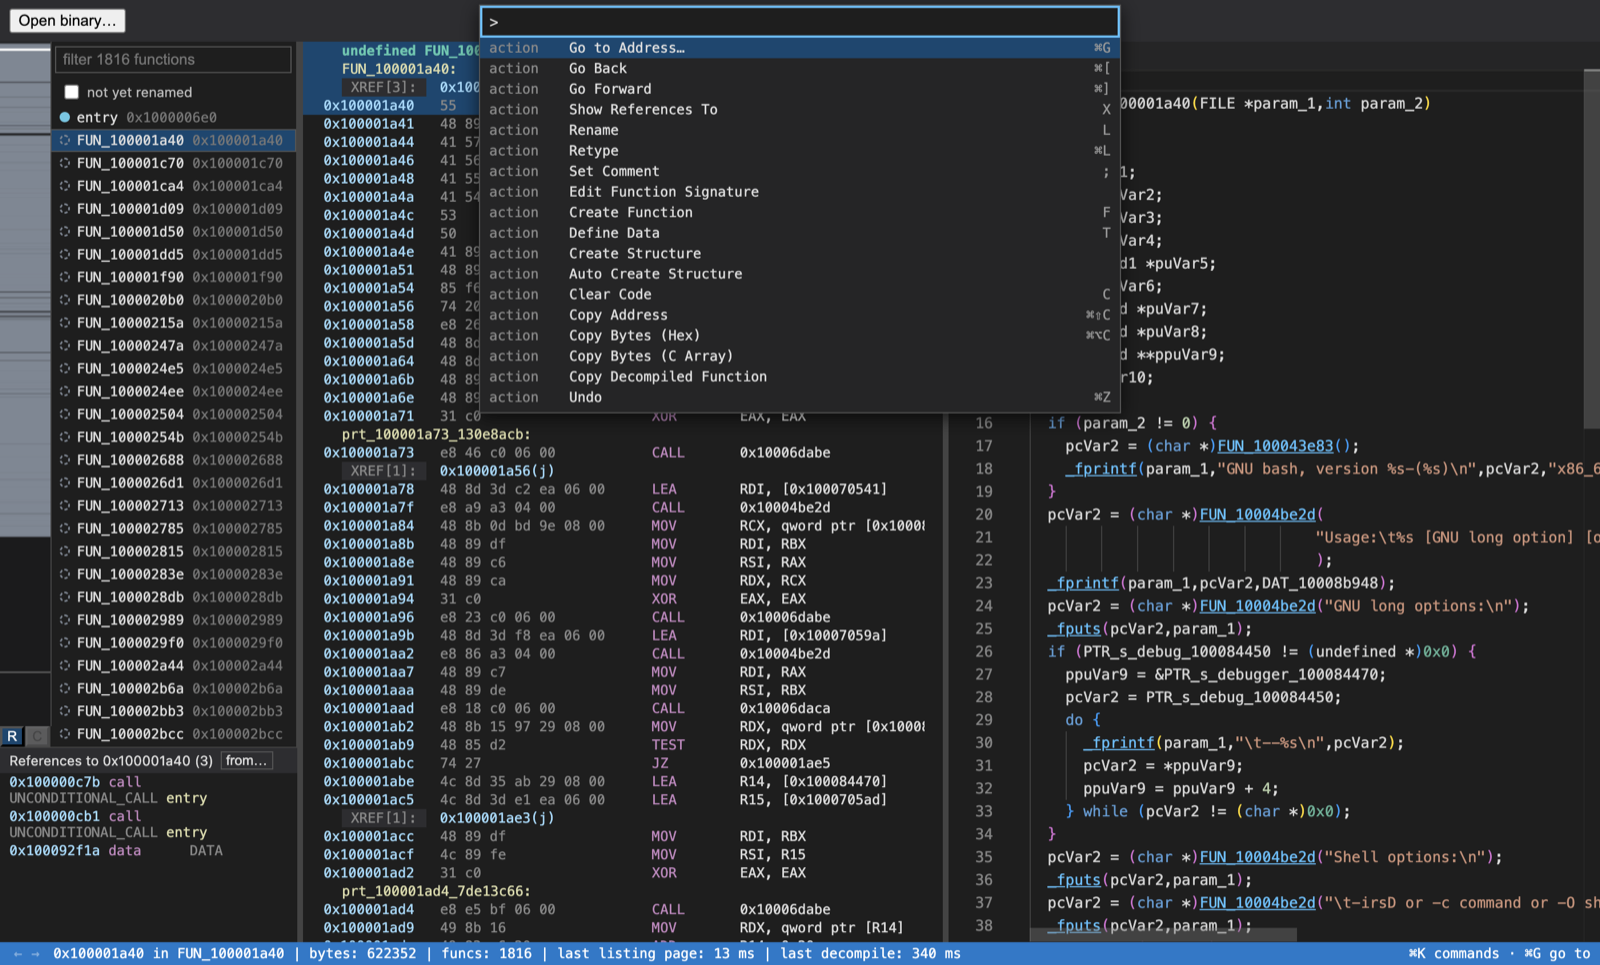 Open binary…
>
action Go to Address… ⌘G
action Go Back ⌘[
action Go Forward ⌘]
action Show References To X
action Rename L
action Retype ⌘L
action Set Comment ;
action Edit Function Signature
action Create Function F
action Define Data T
action Create Structure
action Auto Create Structure
action Clear Code C
action Copy Address ⌘⇧C
action Copy Bytes (Hex) ⌘⌥C
action Copy Bytes (C Array)
action Copy Decompiled Function
action Undo ⌘Z
filter 1816 functions
not yet renamed
entry 0x1000006e0
FUN_100001a40 0x100001a40
FUN_100001c70 0x100001c70
FUN_100001ca4 0x100001ca4
FUN_100001d09 0x100001d09
FUN_100001d50 0x100001d50
FUN_100001dd5 0x100001dd5
FUN_100001f90 0x100001f90
FUN_1000020b0 0x1000020b0
FUN_10000215a 0x10000215a
FUN_10000247a 0x10000247a
FUN_1000024e5 0x1000024e5
FUN_1000024ee 0x1000024ee
FUN_100002504 0x100002504
FUN_10000254b 0x10000254b
FUN_100002688 0x100002688
FUN_1000026d1 0x1000026d1
FUN_100002713 0x100002713
FUN_100002785 0x100002785
FUN_100002815 0x100002815
FUN_10000283e 0x10000283e
FUN_1000028db 0x1000028db
FUN_100002989 0x100002989
FUN_1000029f0 0x1000029f0
FUN_100002a44 0x100002a44
FUN_100002b6a 0x100002b6a
FUN_100002bb3 0x100002bb3
FUN_100002bcc 0x100002bcc
R C
References to 0x100001a40 (3) from…
0x100000c7b call
UNCONDITIONAL_CALL entry
0x100000cb1 call
UNCONDITIONAL_CALL entry
0x100092f1a data DATA
undefined FUN_100
FUN_100001a40:
XREF[3]: 0x100
0x100001a40 55
0x100001a41 48 89
0x100001a44 41 57
0x100001a46 41 56
0x100001a48 41 55
0x100001a4a 41 54
0x100001a4c 53
0x100001a4d 50
0x100001a4e 41 89
0x100001a51 48 89
0x100001a54 85 f6
0x100001a56 74 20
0x100001a58 e8 26
0x100001a5d 48 8d
0x100001a64 48 8d
0x100001a6b 48 89
0x100001a6e 48 89
0x100001a71 31 c0 XOR EAX, EAX
prt_100001a73_130e8acb:
0x100001a73 e8 46 c0 06 00 CALL 0x10006dabe
XREF[1]: 0x100001a56(j)
0x100001a78 48 8d 3d c2 ea 06 00 LEA RDI, [0x100070541]
0x100001a7f e8 a9 a3 04 00 CALL 0x10004be2d
0x100001a84 48 8b 0d bd 9e 08 00 MOV RCX, qword ptr [0x10008
0x100001a8b 48 89 df MOV RDI, RBX
0x100001a8e 48 89 c6 MOV RSI, RAX
0x100001a91 48 89 ca MOV RDX, RCX
0x100001a94 31 c0 XOR EAX, EAX
0x100001a96 e8 23 c0 06 00 CALL 0x10006dabe
0x100001a9b 48 8d 3d f8 ea 06 00 LEA RDI, [0x10007059a]
0x100001aa2 e8 86 a3 04 00 CALL 0x10004be2d
0x100001aa7 48 89 c7 MOV RDI, RAX
0x100001aaa 48 89 de MOV RSI, RBX
0x100001aad e8 18 c0 06 00 CALL 0x10006daca
0x100001ab2 48 8b 15 97 29 08 00 MOV RDX, qword ptr [0x10008
0x100001ab9 48 85 d2 TEST RDX, RDX
0x100001abc 74 27 JZ 0x100001ae5
0x100001abe 4c 8d 35 ab 29 08 00 LEA R14, [0x100084470]
0x100001ac5 4c 8d 3d e1 ea 06 00 LEA R15, [0x1000705ad]
XREF[1]: 0x100001ae3(j)
0x100001acc 48 89 df MOV RDI, RBX
0x100001acf 4c 89 fe MOV RSI, R15
0x100001ad2 31 c0 XOR EAX, EAX
prt_100001ad4_7de13c66:
0x100001ad4 e8 e5 bf 06 00 CALL 0x10006dabe
0x100001ad9 49 8b 16 MOV RDX, qword ptr [R14]
00001a40(FILE *param_1,int param_2)
1;
Var2;
Var3;
Var4;
d1 *puVar5;
Var6;
d *puVar7;
d *puVar8;
d **ppuVar9;
r10;
16 if (param_2 != 0) {
17 pcVar2 = (char *)FUN_100043e83();
18 _fprintf(param_1,"GNU bash, version %s-(%s)\n",pcVar2,"x86_6
19 }
20 pcVar2 = (char *)FUN_10004be2d(
21 "Usage:\t%s [GNU long option] [o
22 );
23 _fprintf(param_1,pcVar2,DAT_10008b948);
24 pcVar2 = (char *)FUN_10004be2d("GNU long options:\n");
25 _fputs(pcVar2,param_1);
26 if (PTR_s_debug_100084450 != (undefined *)0x0) {
27 ppuVar9 = &PTR_s_debugger_100084470;
28 pcVar2 = PTR_s_debug_100084450;
29 do {
30 _fprintf(param_1,"\t--%s\n",pcVar2);
31 pcVar2 = *ppuVar9;
32 ppuVar9 = ppuVar9 + 4;
33 } while (pcVar2 != (char *)0x0);
34 }
35 pcVar2 = (char *)FUN_10004be2d("Shell options:\n");
36 _fputs(pcVar2,param_1);
37 pcVar2 = (char *)FUN_10004be2d("\t-irsD or -c command or -O sh
38 _fputs(pcVar2,param_1);
← → 0x100001a40 in FUN_100001a40 | bytes: 622352 | funcs: 1816 | last listing page: 13 ms | last decompile: 340 ms ⌘K commands · ⌘G go to